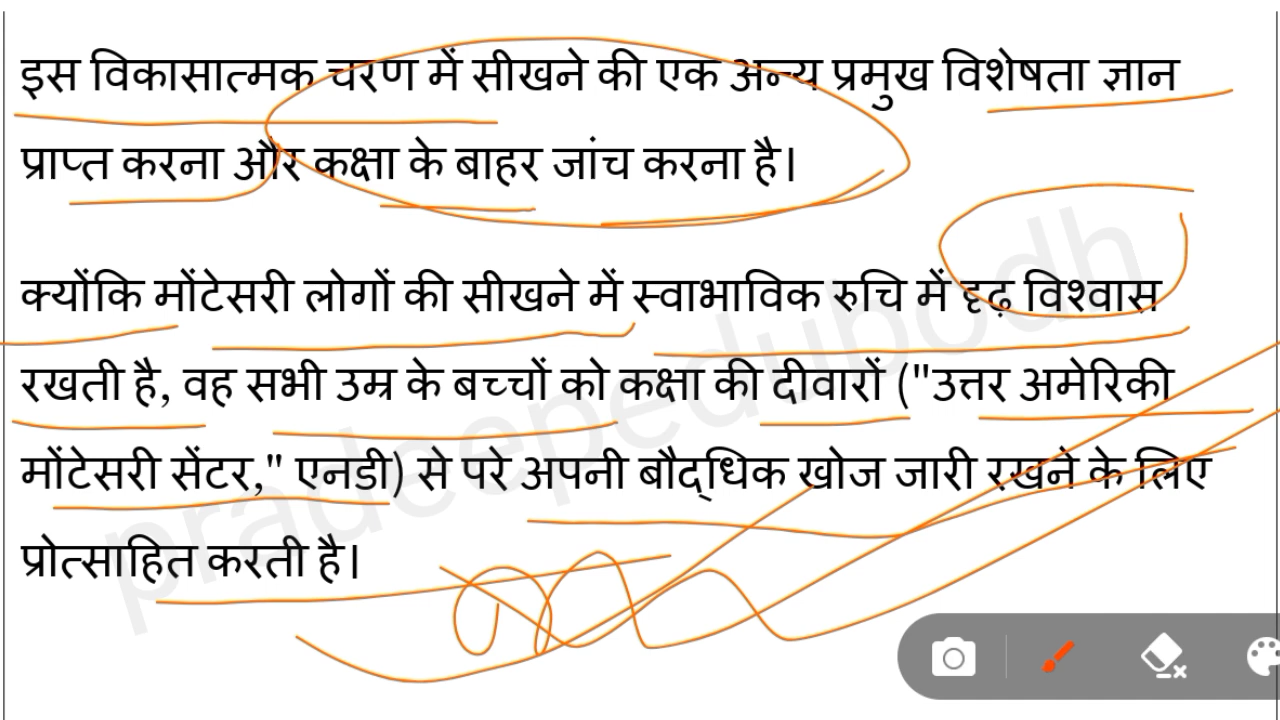 इस विकासात्मक चरण में सीखने की एक अन्य प्रमुख विशेषता ज्ञान
प्राप्त करना और कक्षा के बाहर जांच करना है।
क्योंकि मोंटेसरी लोगों की सीखने में स्वाभाविक रुचि में दृढ़ विश्वास
रखती है, वह सभी उम्र के बच्चों को कक्षा की दीवारों ("उत्तर अमेरिकी
मोंटेसरी सेंटर," एनडी) से परे अपनी बौद्धिक खोज जारी रखने के लिए
प्रोत्साहित करती है।
pradeepedubodh